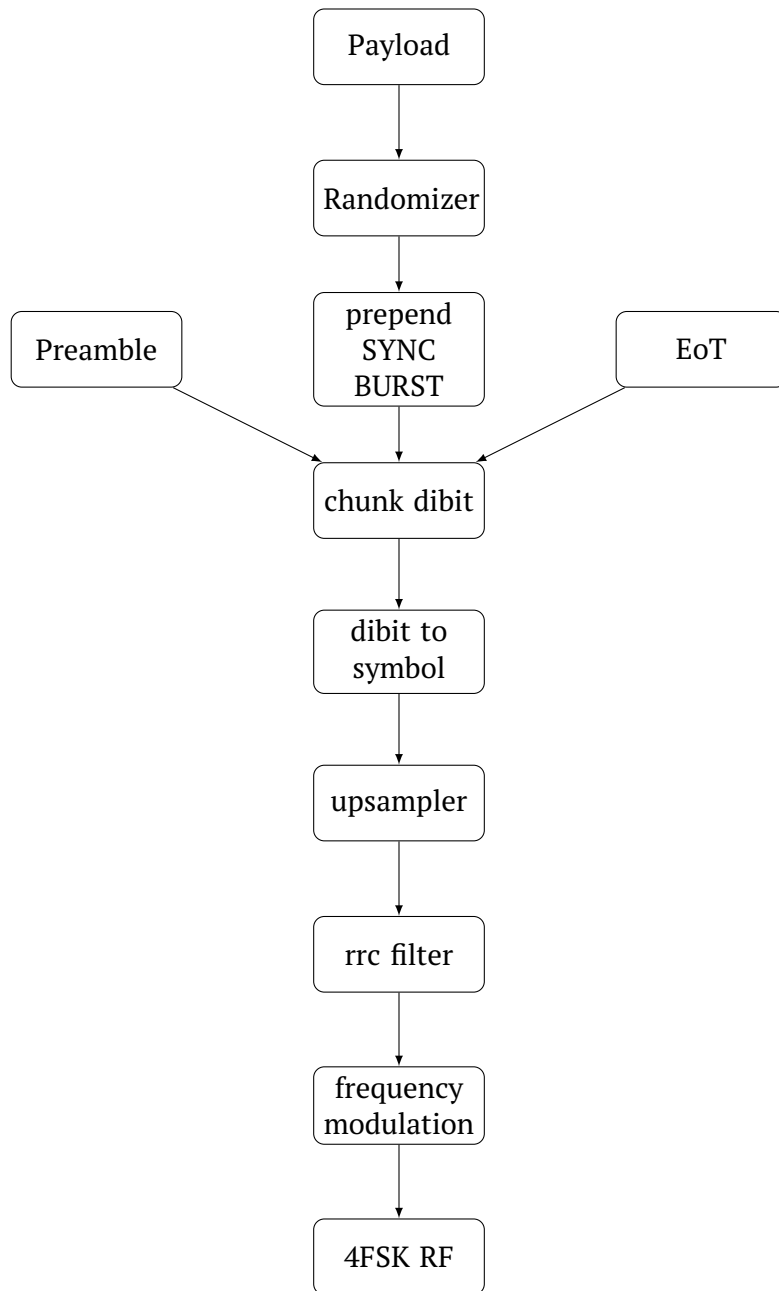 Payload
Randomizer
prepend
SYNC
BURST
Preamble
EoT
chunk dibit
dibit to
symbol
upsampler
rrc filter
frequency
modulation
4FSK RF